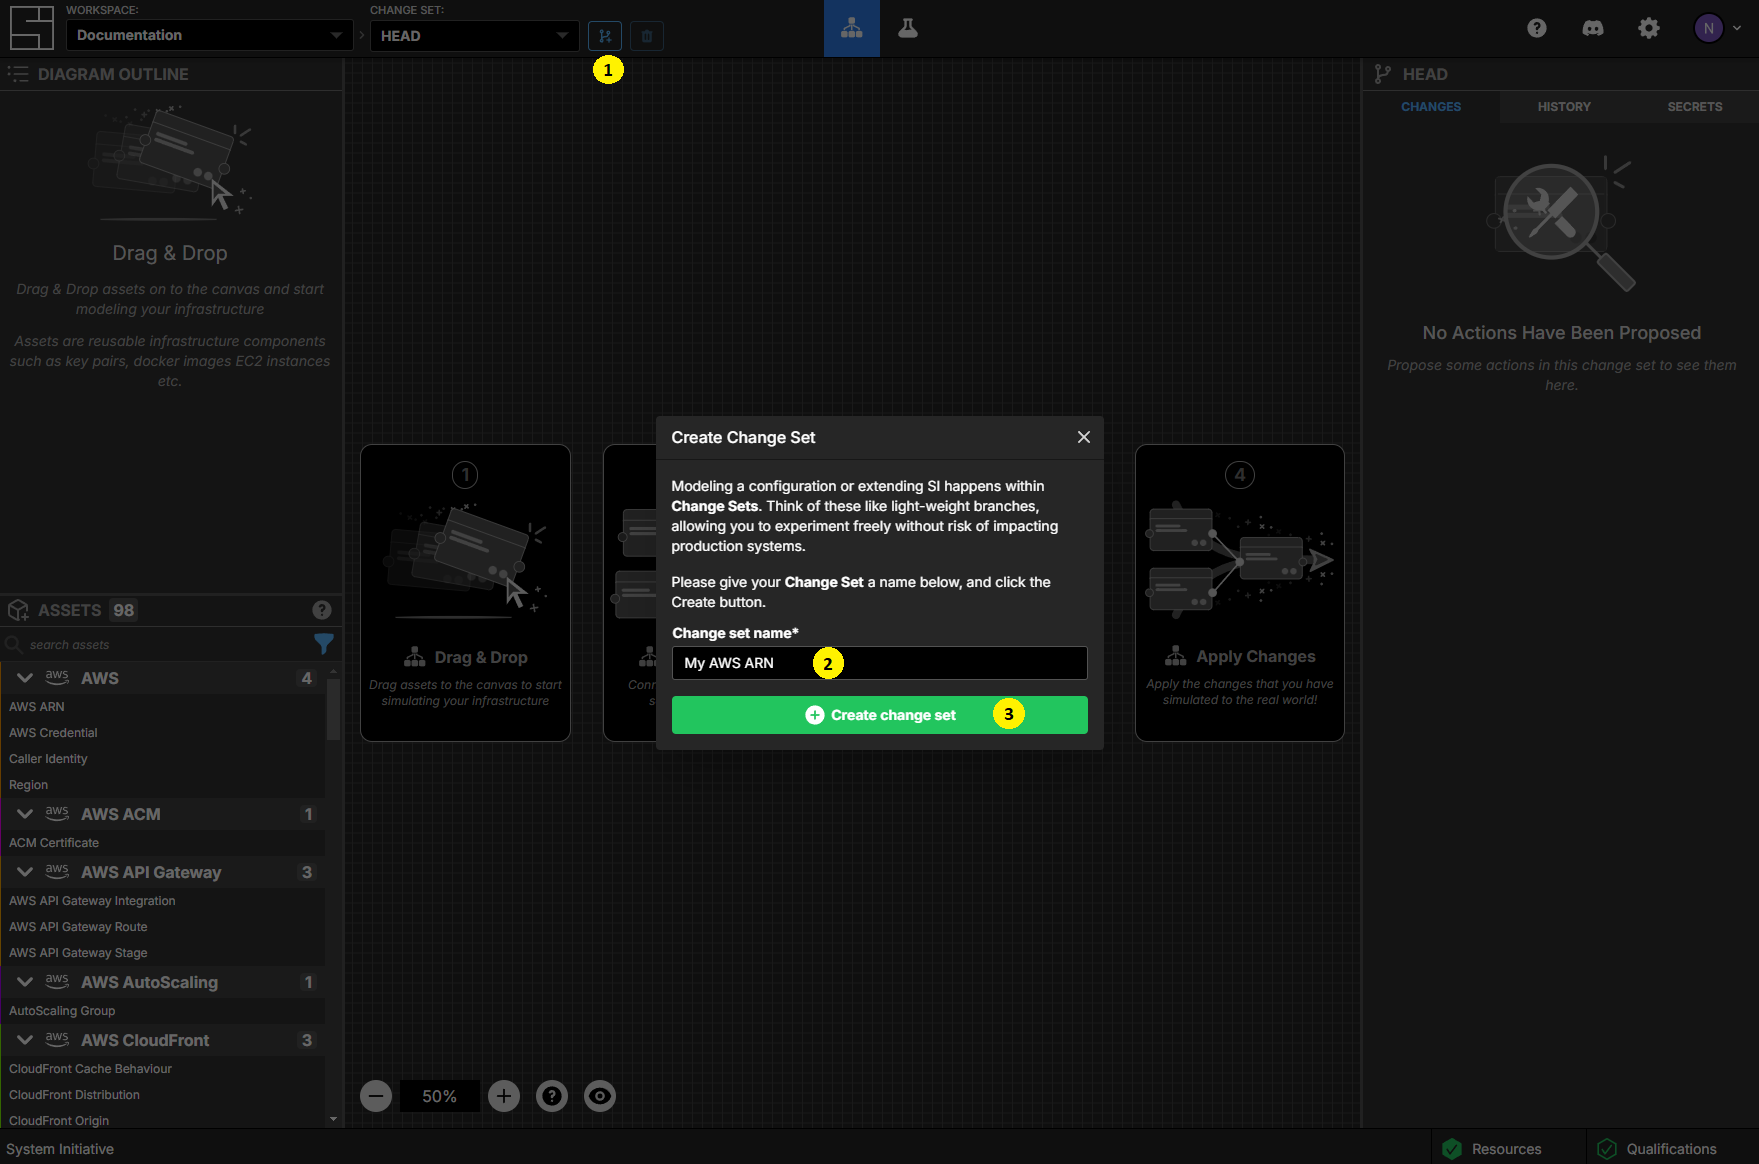 WORKSPACE:
Documentation
CHANGE SET:
HEAD
1
N
DIAGRAM OUTLINE
Drag & Drop
Drag & Drop assets on to the canvas and start
modeling your infrastructure
Assets are reusable infrastructure components
such as key pairs, docker images EC2 instances
etc.
ASSETS 98
search assets
AWS 4
AWS ARN
AWS Credential
Caller Identity
Region
AWS ACM 1
ACM Certificate
AWS API Gateway 3
AWS API Gateway Integration
AWS API Gateway Route
AWS API Gateway Stage
AWS AutoScaling 1
AutoScaling Group
AWS CloudFront 3
CloudFront Cache Behaviour
CloudFront Distribution
CloudFront Origin
1
Drag & Drop
Drag assets to the canvas to start
simulating your infrastructure
Create Change Set
Modeling a configuration or extending SI happens within
Change Sets. Think of these like light-weight branches,
allowing you to experiment freely without risk of impacting
production systems.
Please give your Change Set a name below, and click the
Create button.
Change set name*
My AWS ARN 2
Create change set 3
4
Apply Changes
Apply the changes that you have
simulated to the real world!
50%
HEAD
CHANGES HISTORY SECRETS
No Actions Have Been Proposed
Propose some actions in this change set to see them
here.
System Initiative
Resources
Qualifications